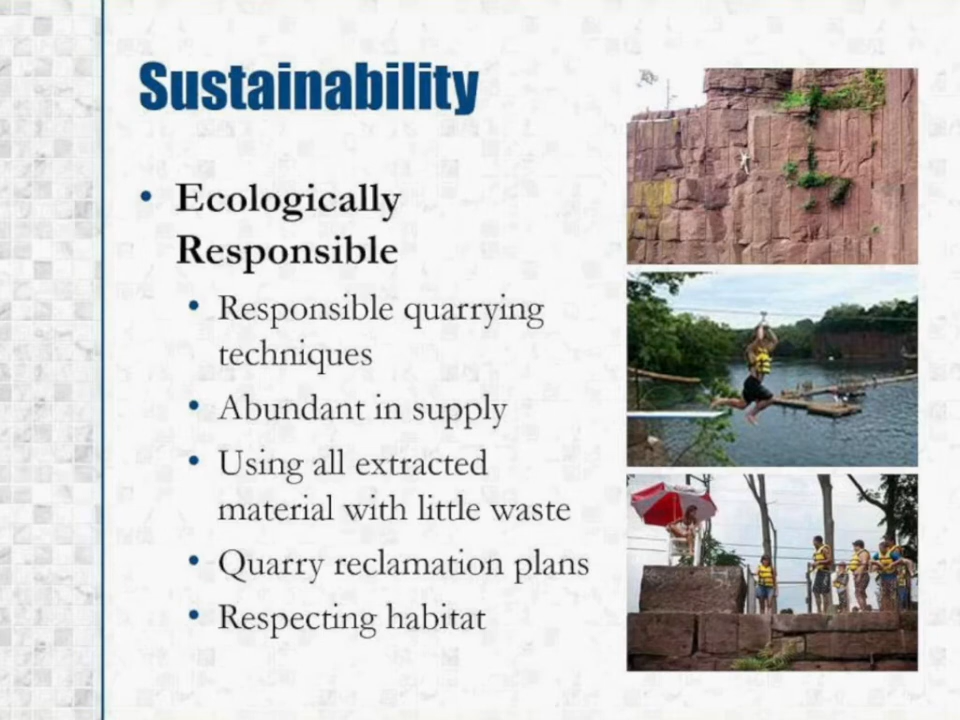 Sustainability
• Ecologically
Responsible
• Responsible quarrying
techniques
• Abundant in supply
• Using all extracted
material with little waste
• Quarry reclamation plans
• Respecting habitat